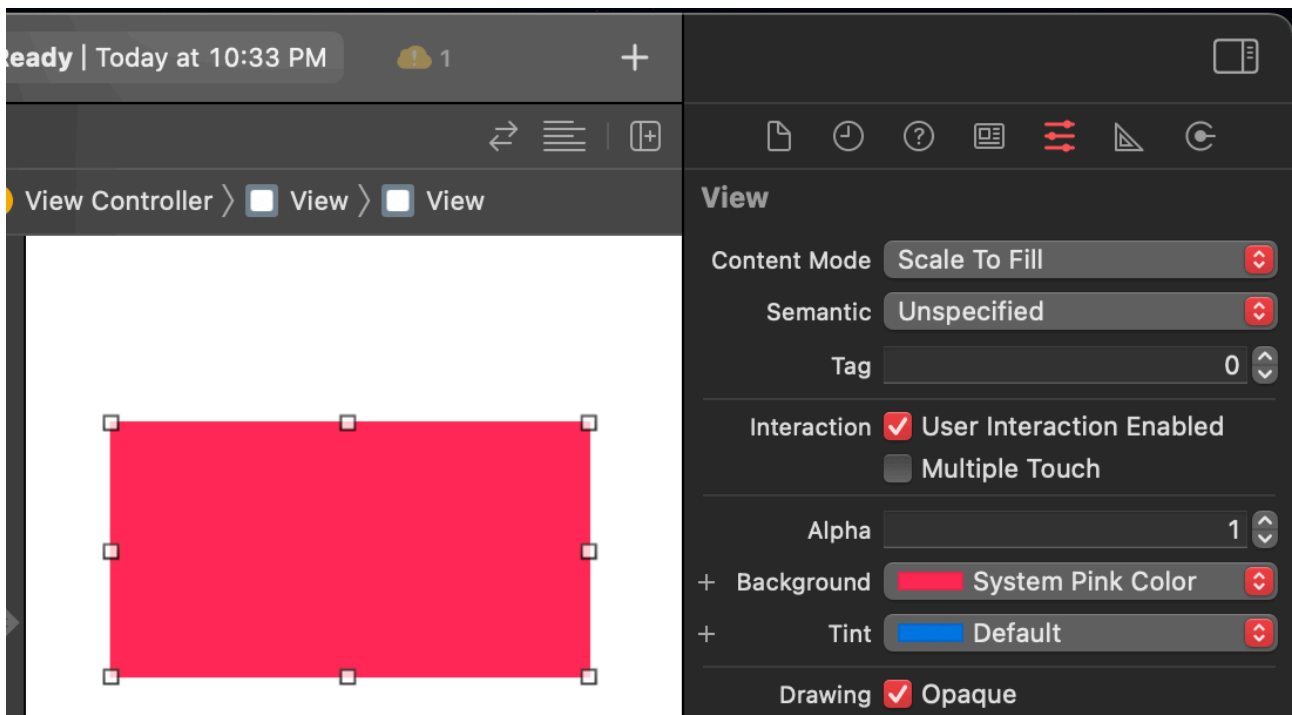 Ready | Today at 10:33 PM
1
View Controller 〉 View 〉 View
View
Content Mode Scale To Fill
Semantic Unspecified
Tag 0
Interaction User Interaction Enabled
Multiple Touch
Alpha 1
+ Background System Pink Color
+ Tint Default
Drawing Opaque